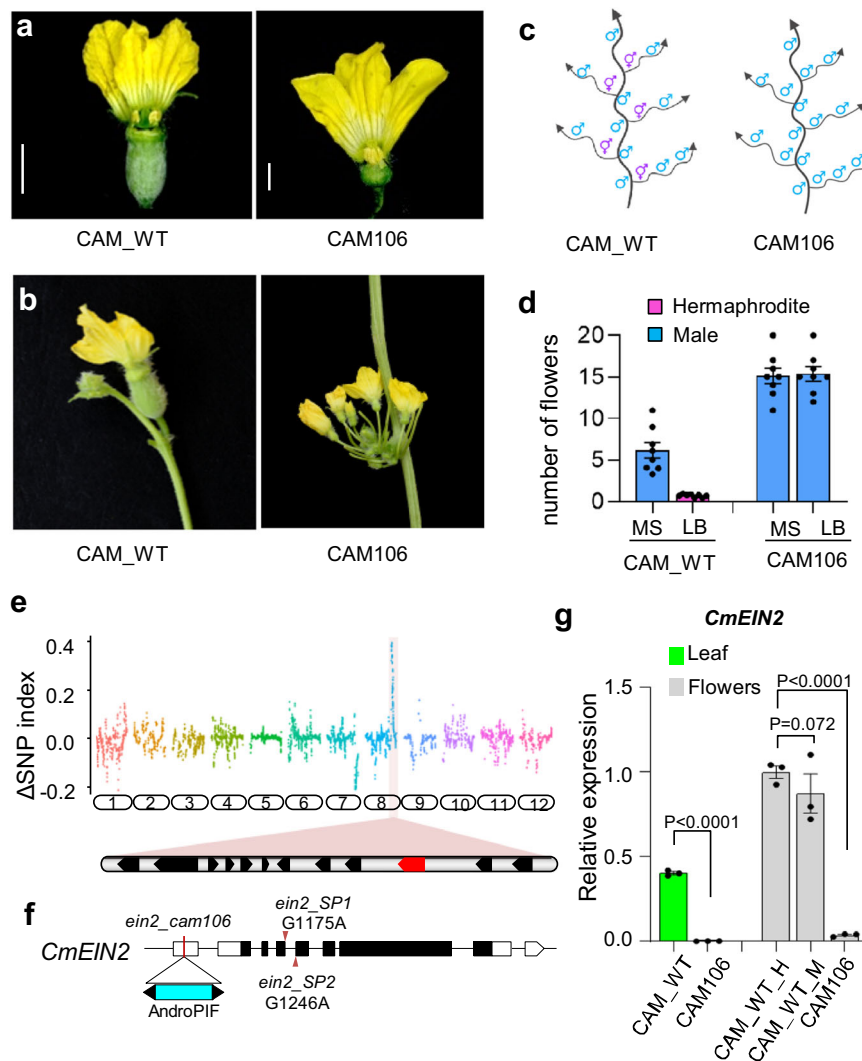 a
CAM_WT
CAM106
b
CAM_WT
CAM106
c
♂ ♂ ⚥ ♂ ♂ ⚥ ♂ ⚥ ♂ ♂ ♂ ⚥ ♂ ♂ ⚥ ♂ ♂
CAM_WT
CAM106
d
Hermaphrodite
Male
number of flowers
20
15
10
5
0
MS LB MS LB
CAM_WT CAM106
e
ΔSNP index
0.4
0.2
0.0
-0.2
1 2 3 4 5 6 7 8 9 10 11 12
f
ein2_cam106
ein2_SP1
G1175A
CmEIN2
ein2_SP2
G1246A
AndroPIF
g
CmEIN2
Leaf
Flowers
Relative expression
1.5
1.0
0.5
0.0
P<0.0001
P=0.072
P<0.0001
CAM_WT
CAM106
CAM_WT_H
CAM_WT_M
CAM106